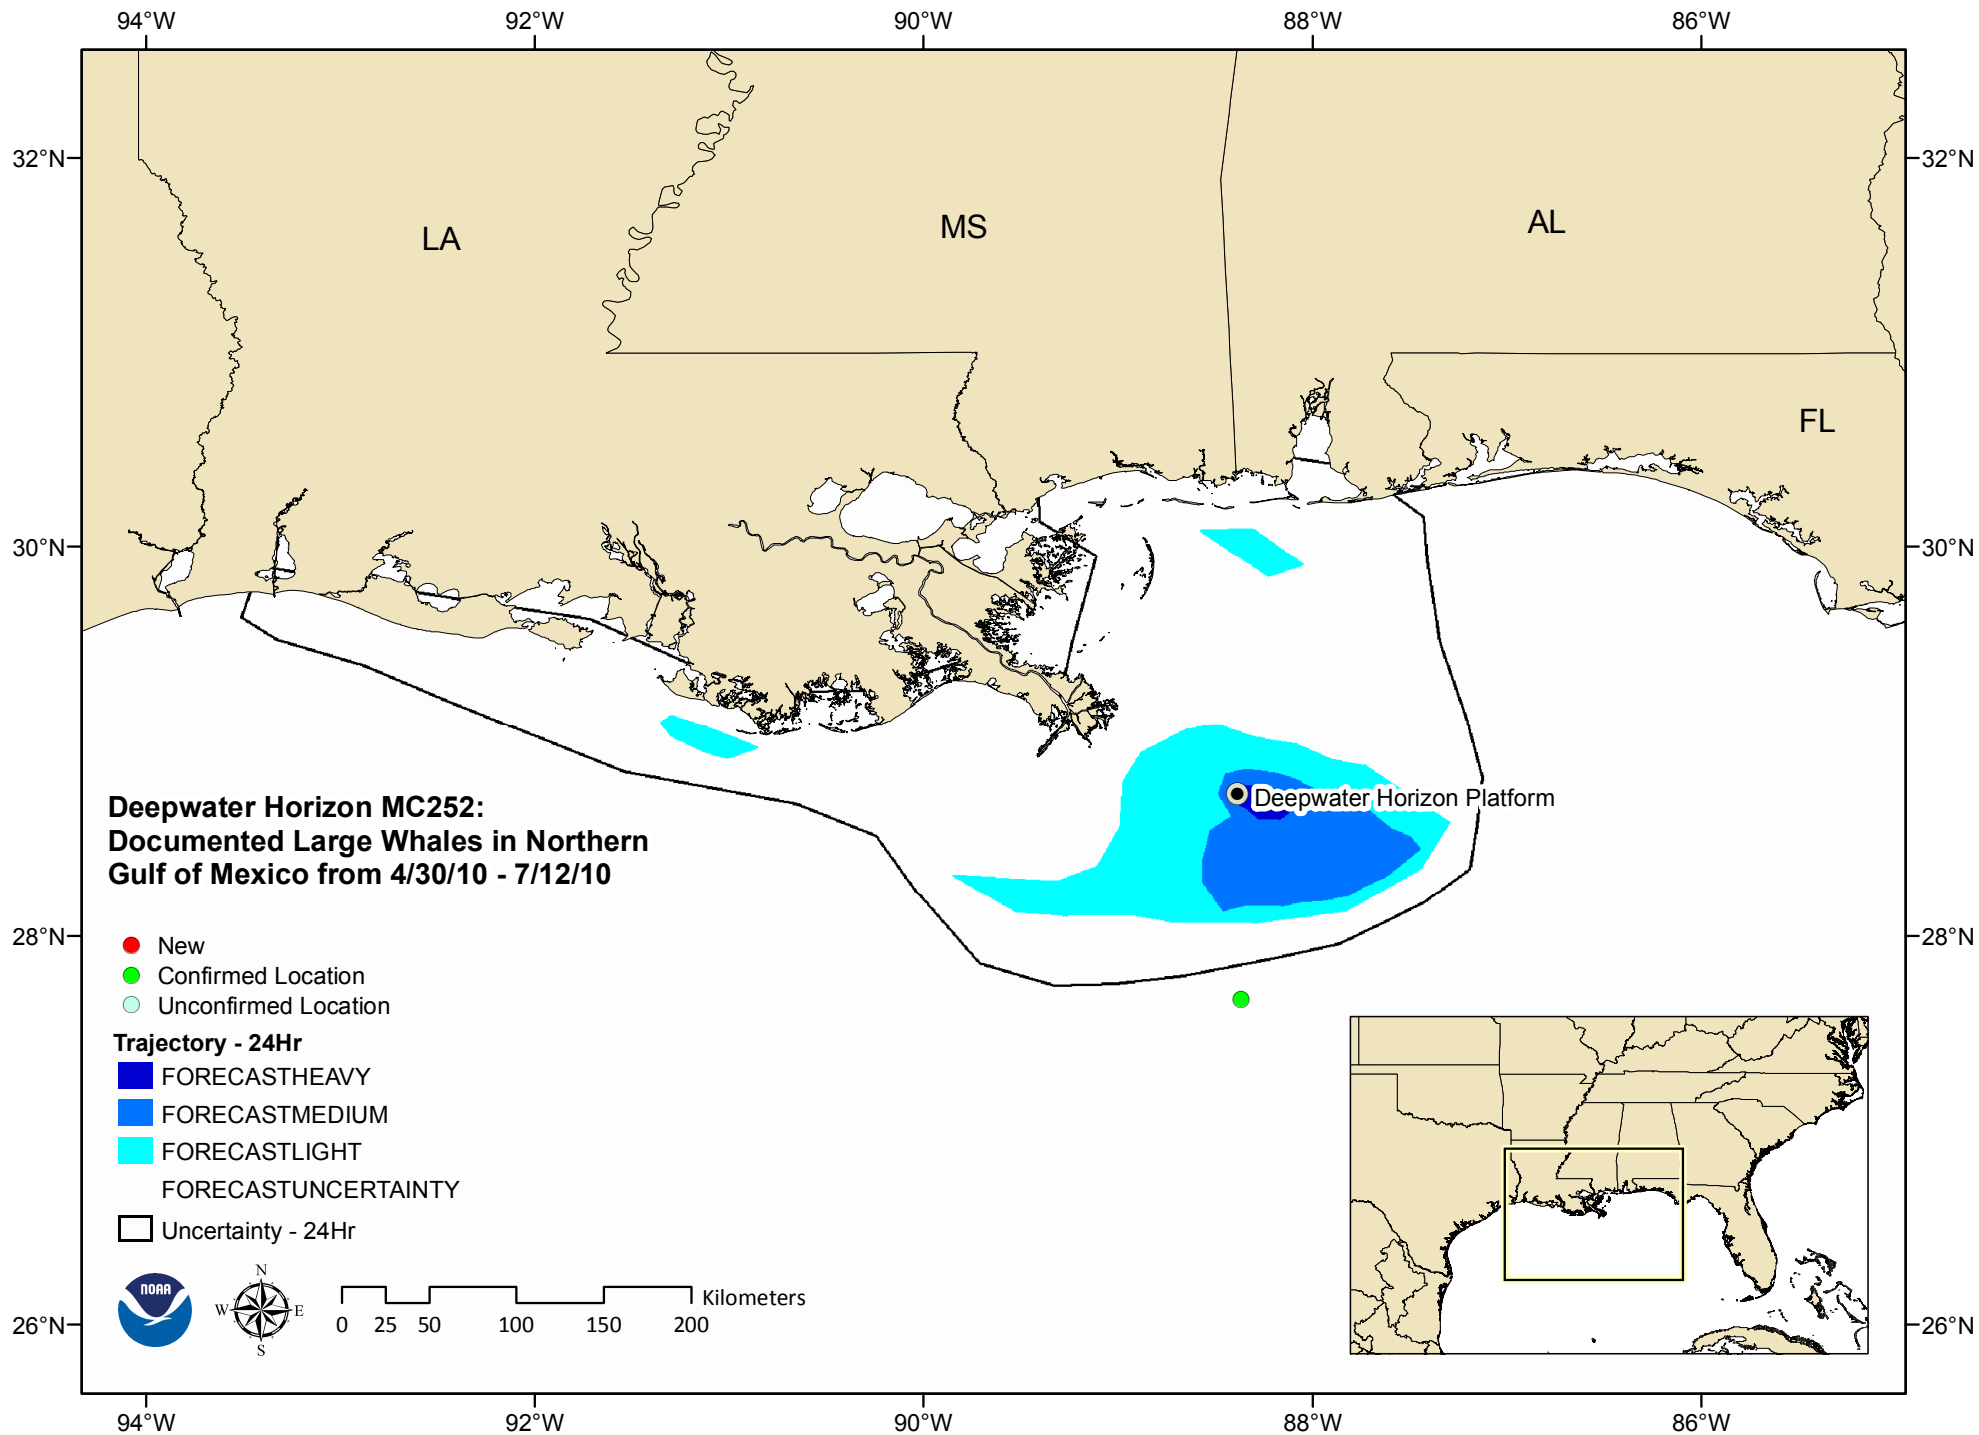 94°W 92°W 90°W 88°W 86°W
32°N 32°N
LA MS AL
FL
30°N 30°N
Deepwater Horizon Platform
Deepwater Horizon MC252:
Documented Large Whales in Northern
Gulf of Mexico from 4/30/10 - 7/12/10
28°N 28°N
New
Confirmed Location
Unconfirmed Location
Trajectory - 24Hr
FORECASTHEAVY
FORECASTMEDIUM
FORECASTLIGHT
FORECASTUNCERTAINTY
Uncertainty - 24Hr
NOAA
N
W E
S
Kilometers
0 25 50 100 150 200
26°N 26°N
94°W 92°W 90°W 88°W 86°W